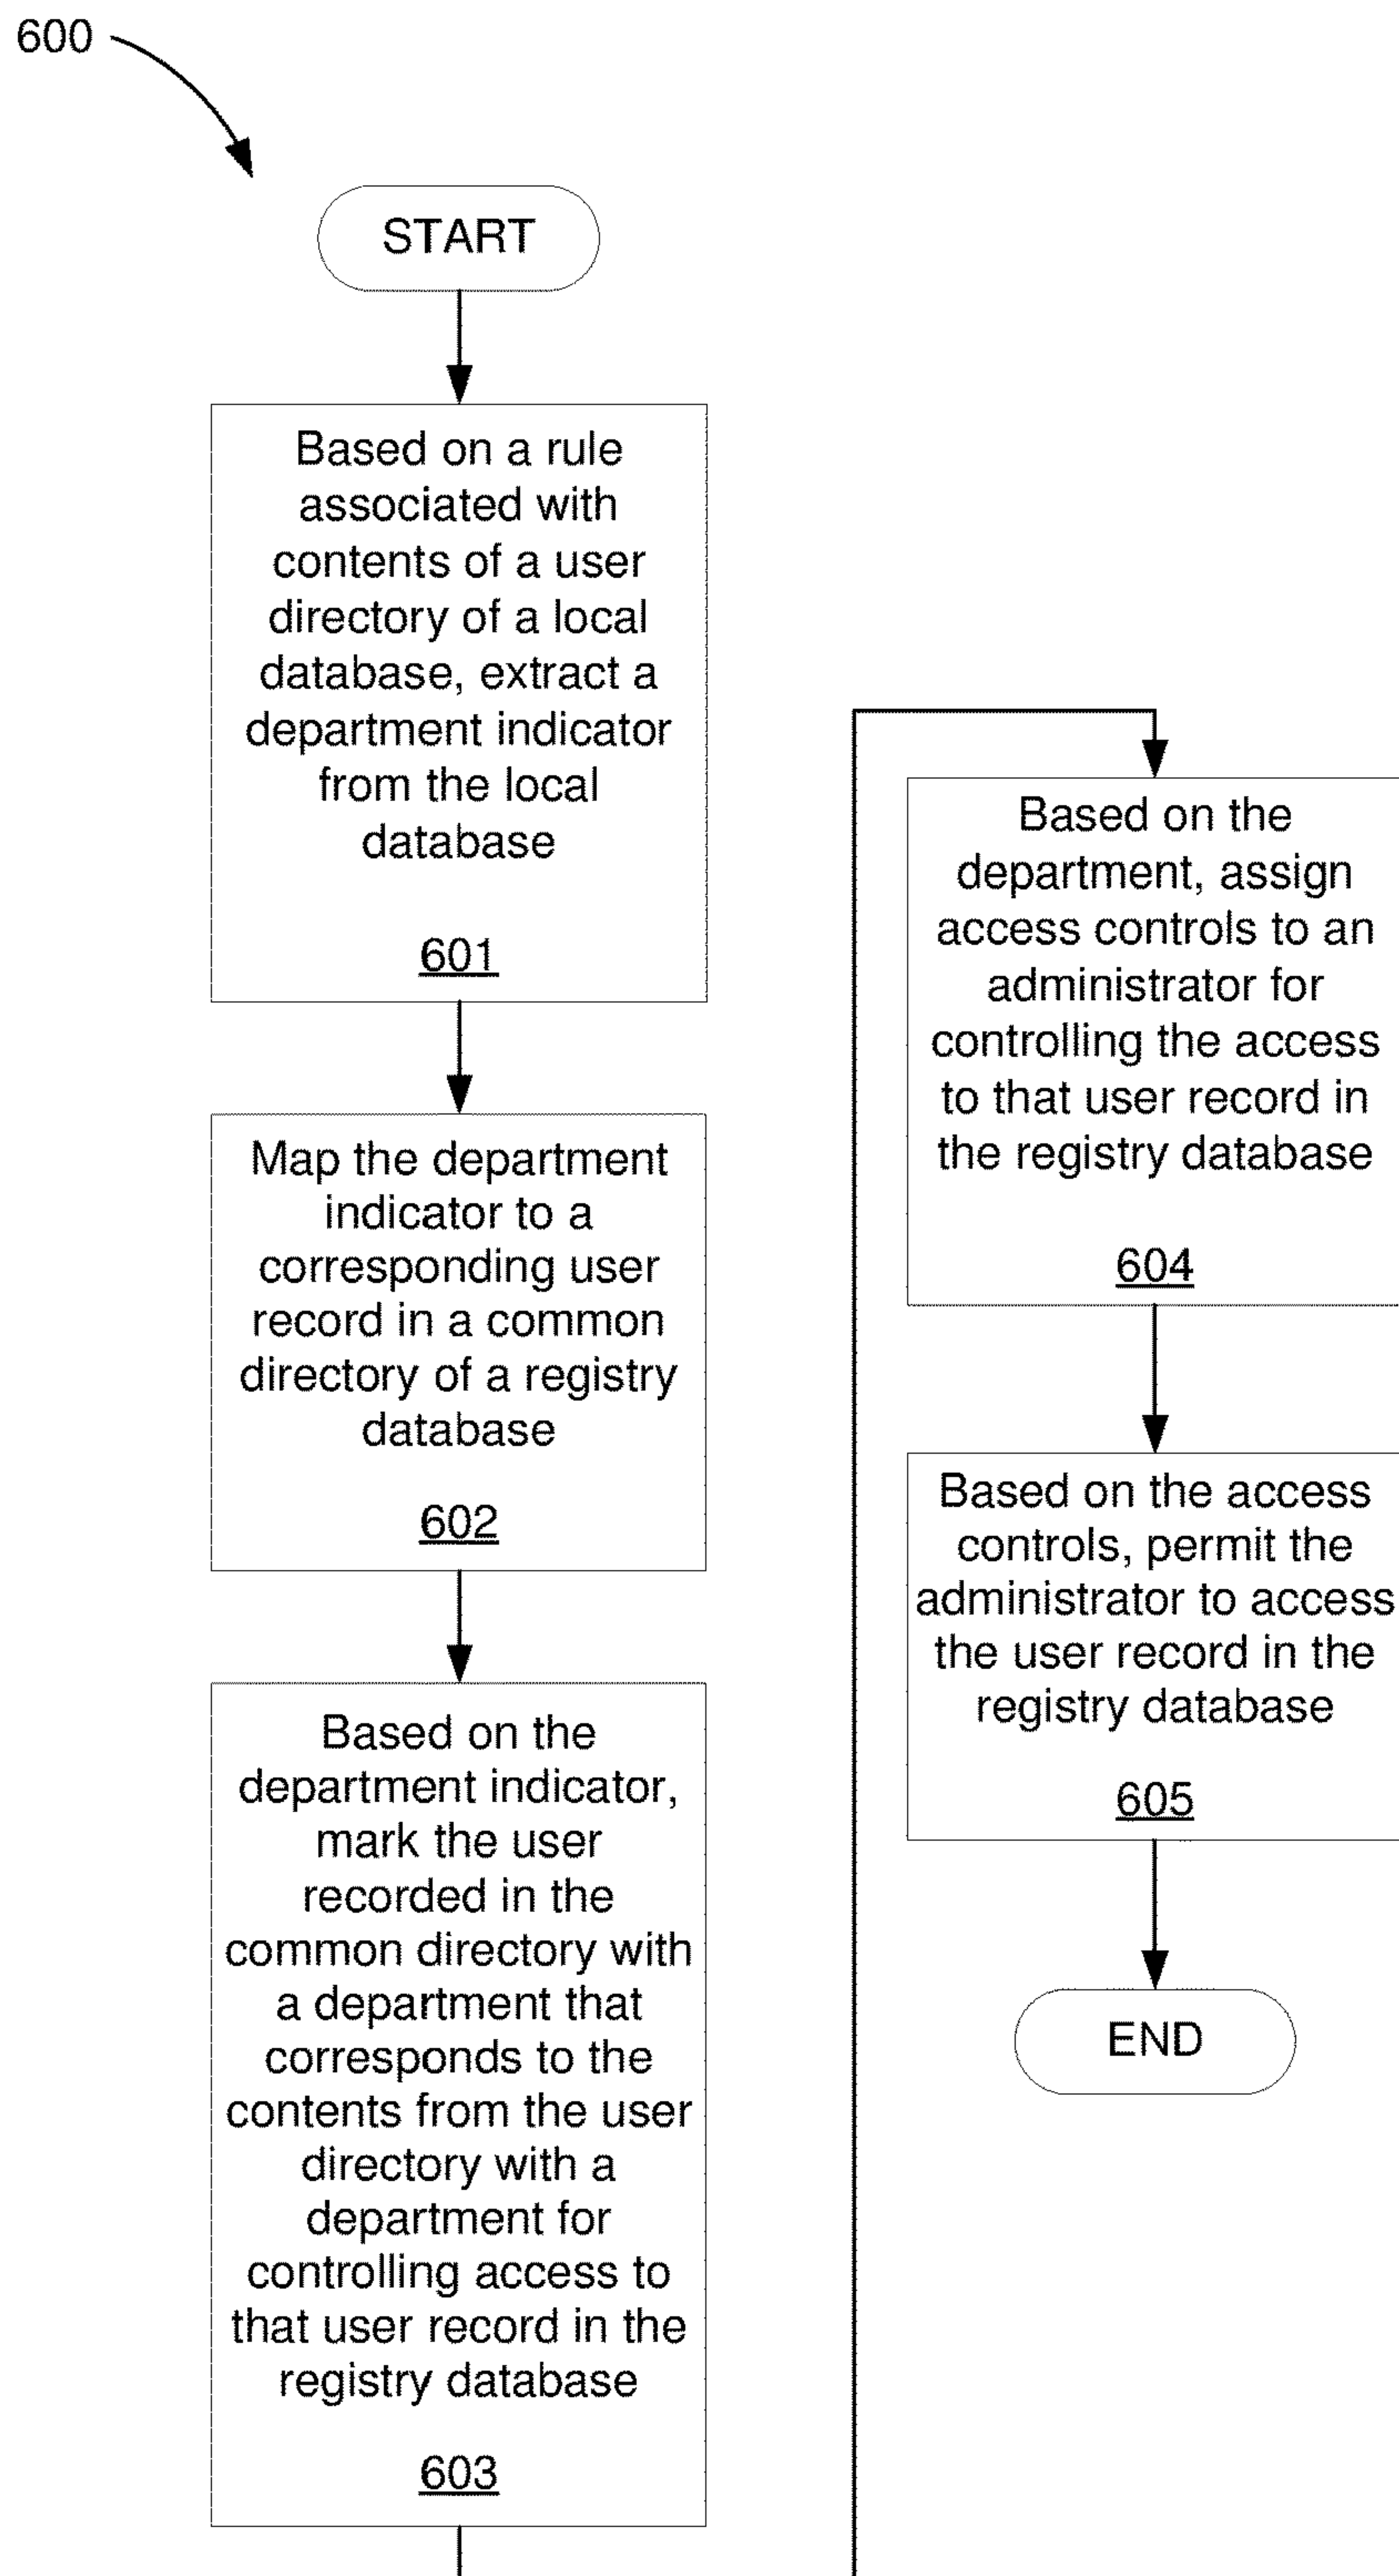 600
START
Based on a rule
associated with
contents of a user
directory of a local
database, extract a
department indicator
from the local
database
601
Map the department
indicator to a
corresponding user
record in a common
directory of a registry
database
602
Based on the
department indicator,
mark the user
recorded in the
common directory with
a department that
corresponds to the
contents from the user
directory with a
department for
controlling access to
that user record in the
registry database
603
Based on the
department, assign
access controls to an
administrator for
controlling the access
to that user record in
the registry database
604
Based on the access
controls, permit the
administrator to access
the user record in the
registry database
605
END